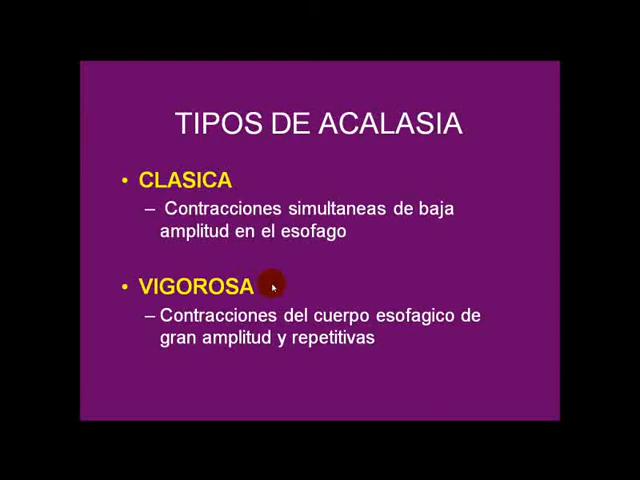 TIPOS DE ACALASIA
• CLASICA
– Contracciones simultaneas de baja
amplitud en el esofago
• VIGOROSA
– Contracciones del cuerpo esofagico de
gran amplitud y repetitivas